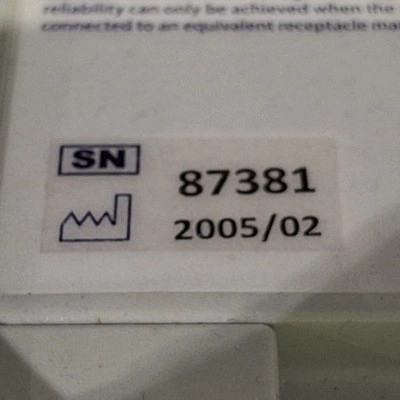 reliability can only be achieved when the
connected to an equivalent receptacle
SN 87381
2005/02